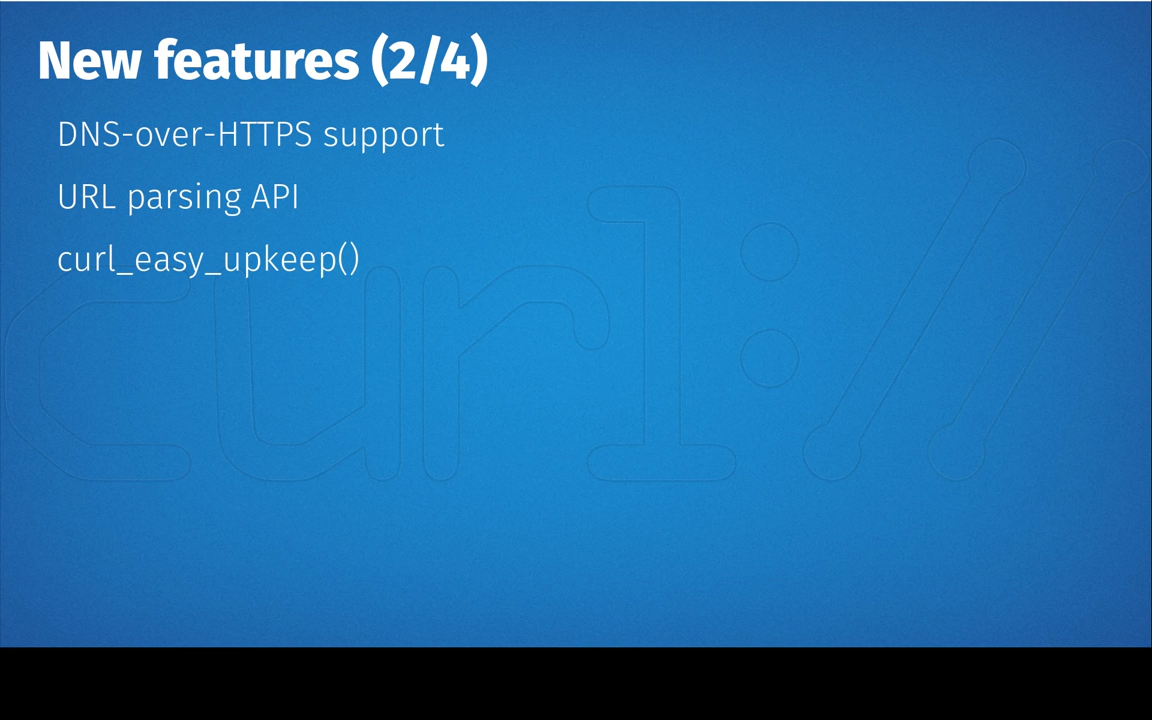 New features (2/4)
DNS-over-HTTPS support
URL parsing API
curl_easy_upkeep()
curl://